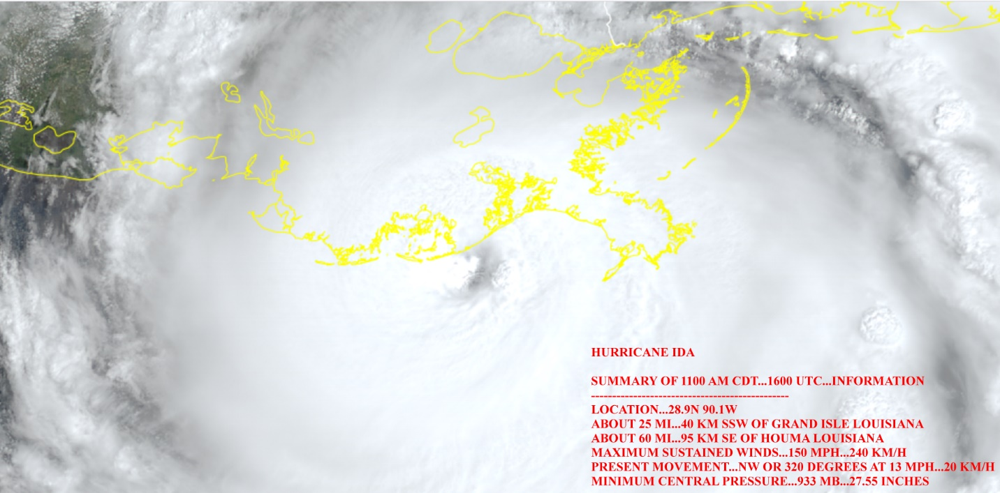 HURRICANE IDA
SUMMARY OF 1100 AM CDT...1600 UTC...INFORMATION
-----------------------------------------------
LOCATION...28.9N 90.1W
ABOUT 25 MI...40 KM SSW OF GRAND ISLE LOUISIANA
ABOUT 60 MI...95 KM SE OF HOUMA LOUISIANA
MAXIMUM SUSTAINED WINDS...150 MPH...240 KM/H
PRESENT MOVEMENT...NW OR 320 DEGREES AT 13 MPH...20 KM/H
MINIMUM CENTRAL PRESSURE...933 MB...27.55 INCHES